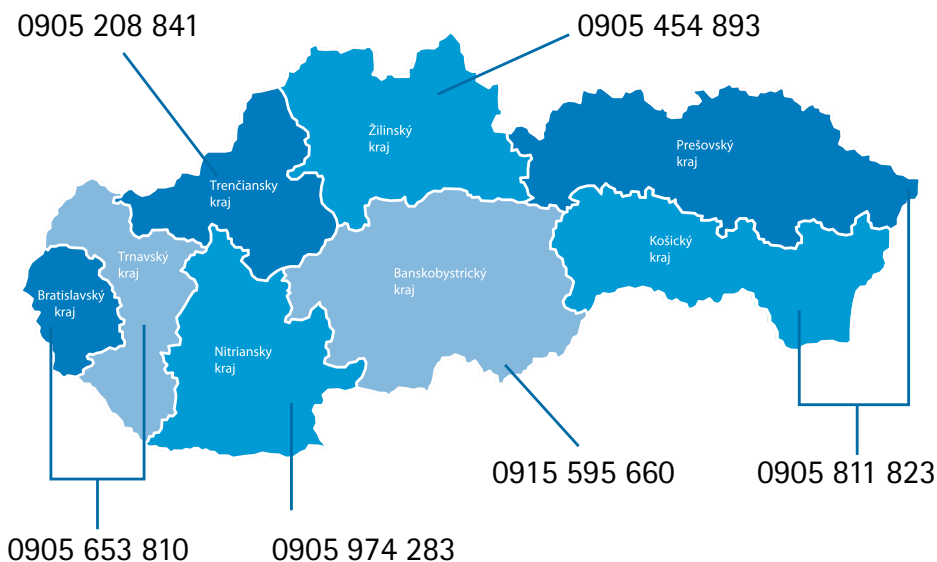 0905 208 841
0905 454 893
Žilinský
kraj
Prešovský
kraj
Trenčiansky
kraj
Trnavský
kraj
Košický
kraj
Banskobystrický
kraj
Bratislavský
kraj
Nitriansky
kraj
0915 595 660
0905 811 823
0905 653 810
0905 974 283